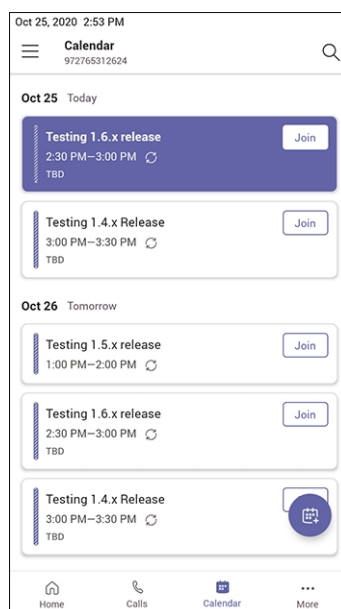 Oct 25, 2020 2:53 PM
Calendar
972765312624
Oct 25 Today
Testing 1.6.x release
Join
2:30 PM—3:00 PM
TBD
Testing 1.4.x Release
Join
3:00 PM—3:30 PM
TBD
Oct 26 Tomorrow
Testing 1.5.x release
Join
1:00 PM—2:00 PM
Testing 1.6.x release
Join
2:30 PM—3:00 PM
TBD
Testing 1.4.x Release
3:00 PM—3:30 PM
TBD
Home Calls Calendar More